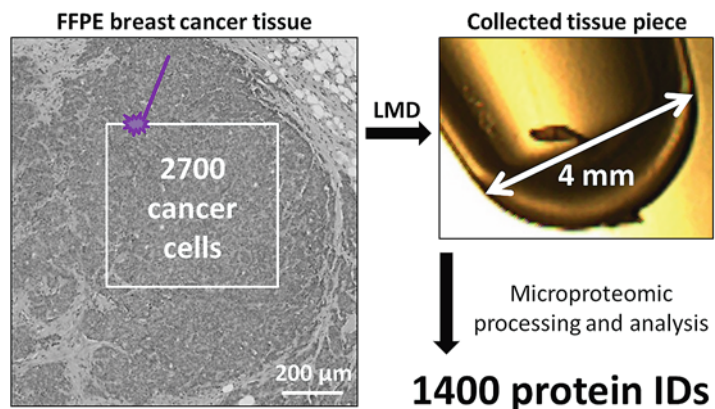 FFPE breast cancer tissue
2700
cancer
cells
200 µm
LMD
Collected tissue piece
4 mm
Microproteomic
processing and analysis
1400 protein IDs